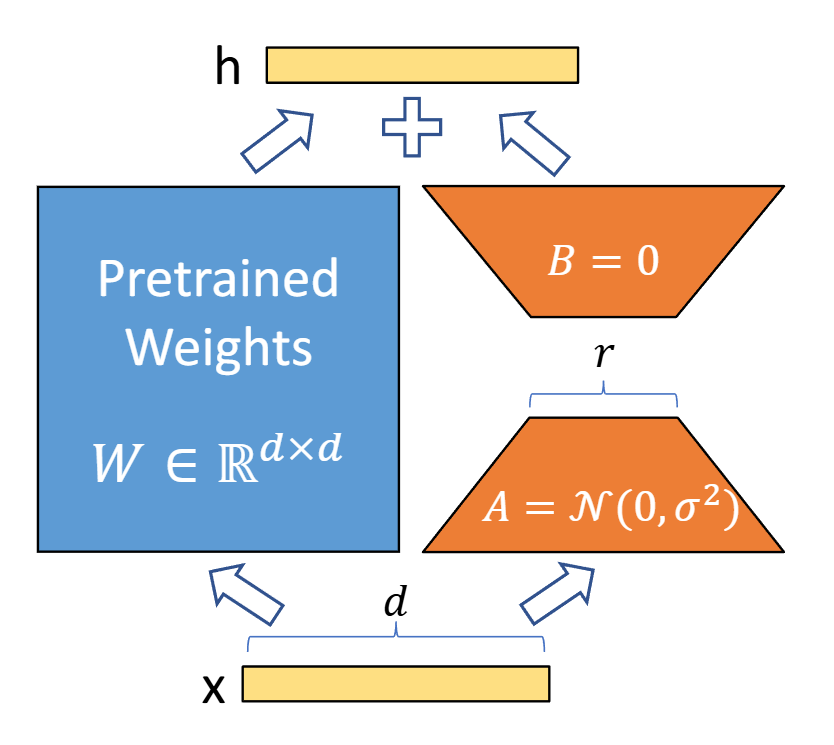 h
Pretrained
Weights
W ∈ ℝ^{d×d}
B = 0
r
A = 𝒩(0, σ²)
d
x